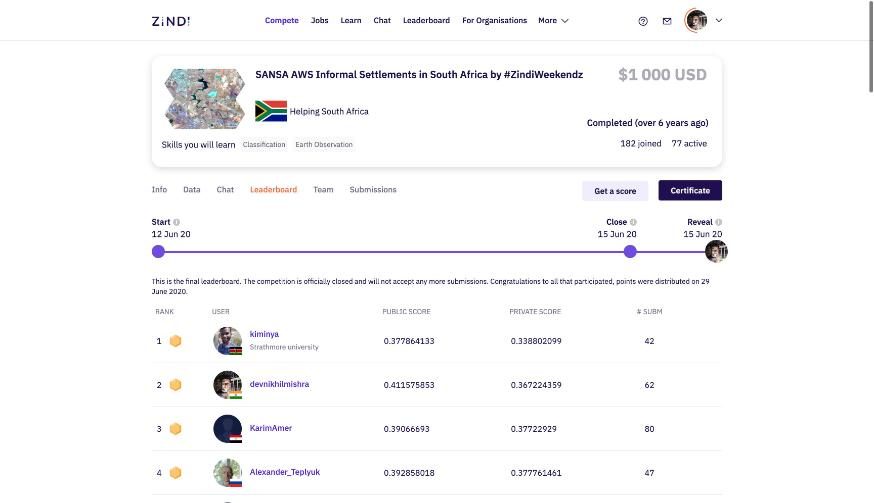 ZINDI
Compete Jobs Learn Chat Leaderboard For Organisations More
SANSA AWS Informal Settlements in South Africa by #ZindiWeekendz
$1 000 USD
Helping South Africa
Completed (over 6 years ago)
Skills you will learn Classification Earth Observation
182 joined 77 active
Info Data Chat Leaderboard Team Submissions
Get a score Certificate
Start Close Reveal
12 Jun 20 15 Jun 20 15 Jun 20
This is the final leaderboard. The competition is officially closed and will not accept any more submissions. Congratulations to all that participated, points were distributed on 29
June 2020.
RANK USER PUBLIC SCORE PRIVATE SCORE # SUBM
1 kiminya 0.377864133 0.338802099 42
Strathmore university
2 devnikhilmishra 0.411575853 0.367224359 62
3 KarimAmer 0.39066693 0.37722929 80
4 Alexander_Teplyuk 0.392858018 0.377761461 47